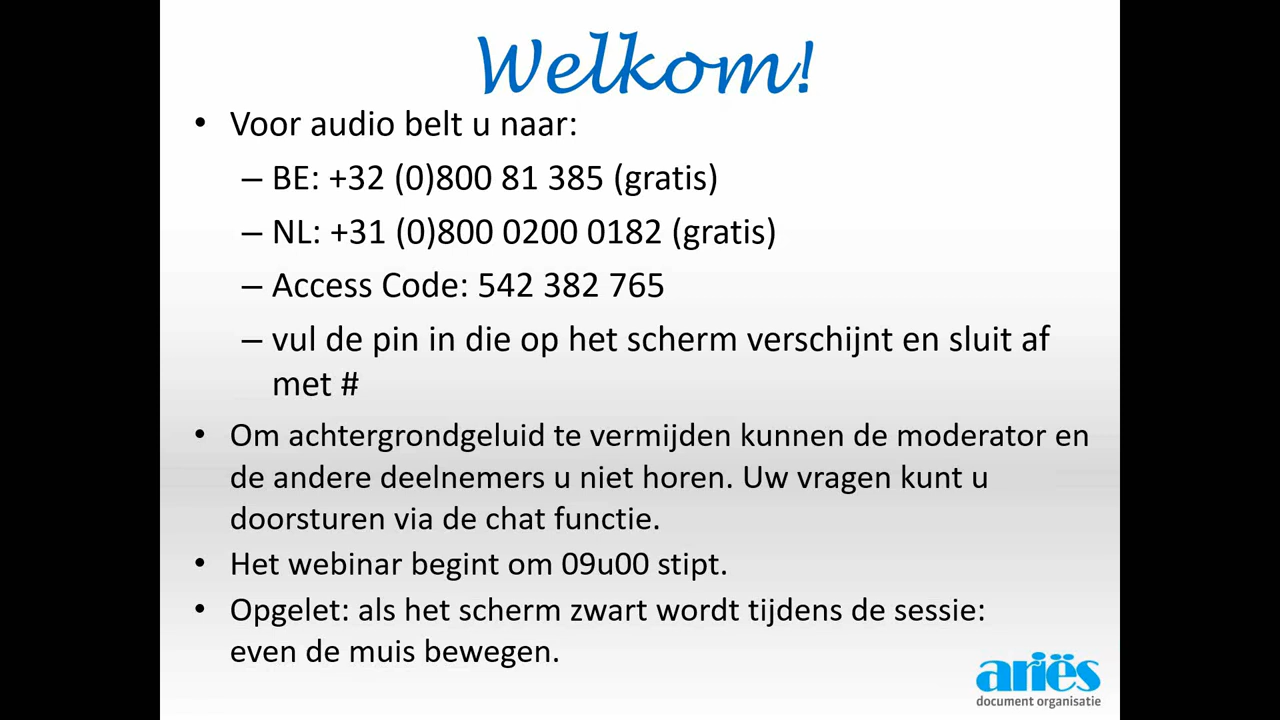 Welkom!
• Voor audio belt u naar:
– BE: +32 (0)800 81 385 (gratis)
– NL: +31 (0)800 0200 0182 (gratis)
– Access Code: 542 382 765
– vul de pin in die op het scherm verschijnt en sluit af
met #
• Om achtergrondgeluid te vermijden kunnen de moderator en
de andere deelnemers u niet horen. Uw vragen kunt u
doorsturen via de chat functie.
• Het webinar begint om 09u00 stipt.
• Opgelet: als het scherm zwart wordt tijdens de sessie:
even de muis bewegen.
ariës
document organisatie